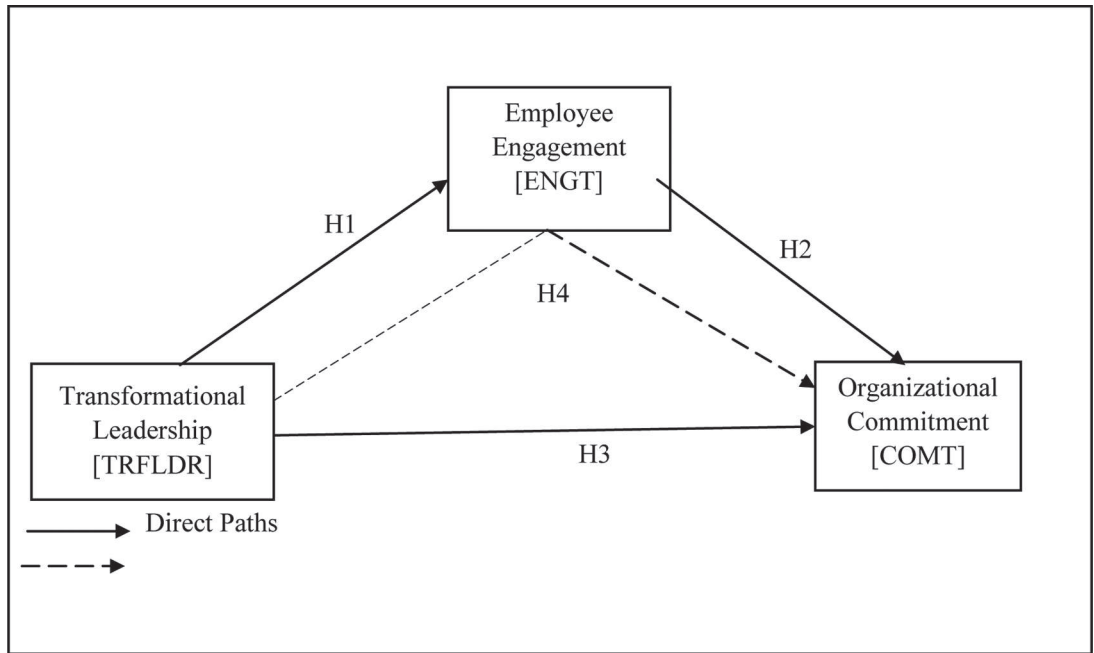 Employee
Engagement
[ENGT]
H1
H2
H4
Transformational
Leadership
[TRFLDR]
Organizational
Commitment
[COMT]
H3
Direct Paths